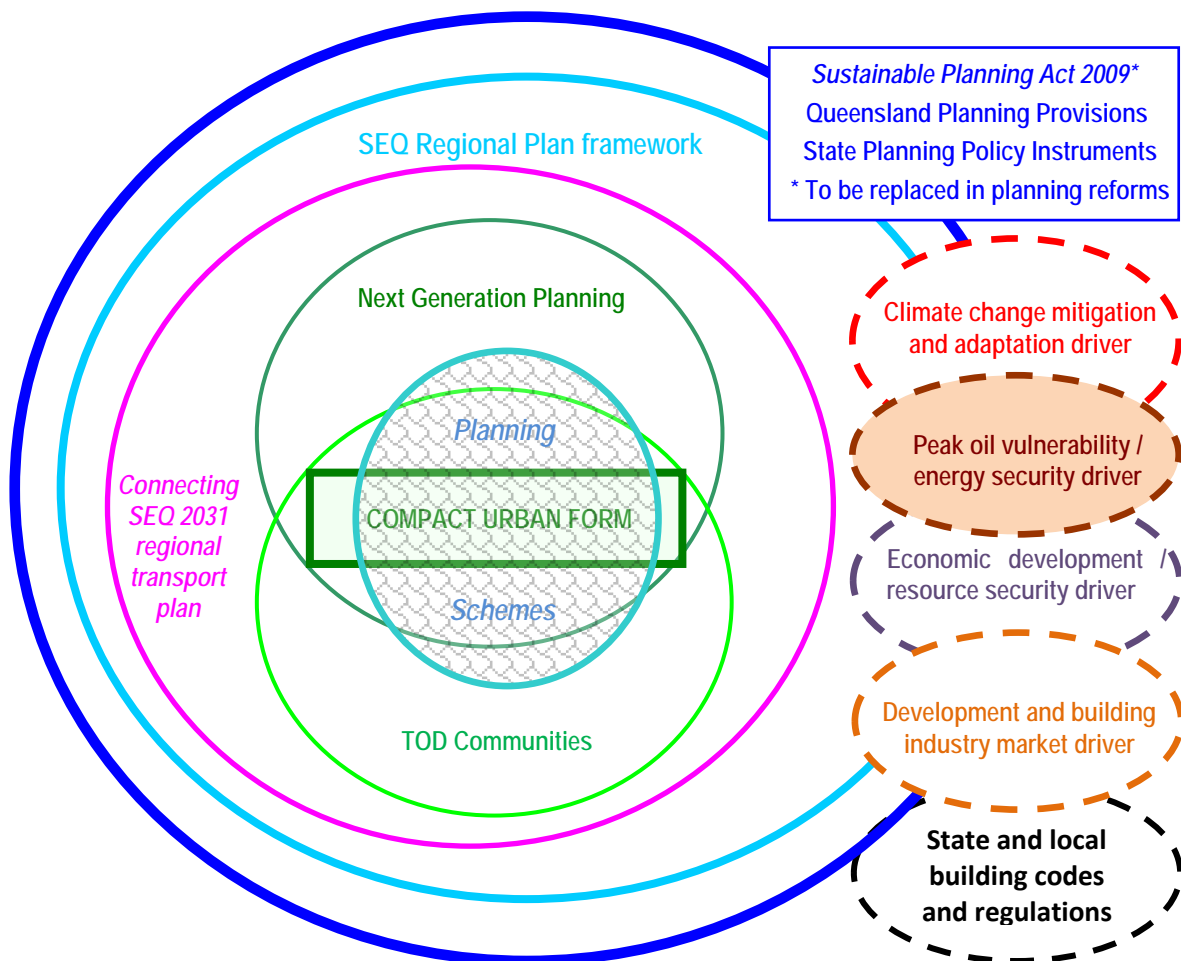 Sustainable Planning Act 2009*
Queensland Planning Provisions
State Planning Policy Instruments
* To be replaced in planning reforms
SEQ Regional Plan framework
Next Generation Planning
Climate change mitigation
and adaptation driver
Planning
Peak oil vulnerability /
energy security driver
Connecting
SEQ 2031
regional
transport
plan
COMPACT URBAN FORM
Economic development /
resource security driver
Schemes
TOD Communities
Development and building
industry market driver
State and local
building codes
and regulations